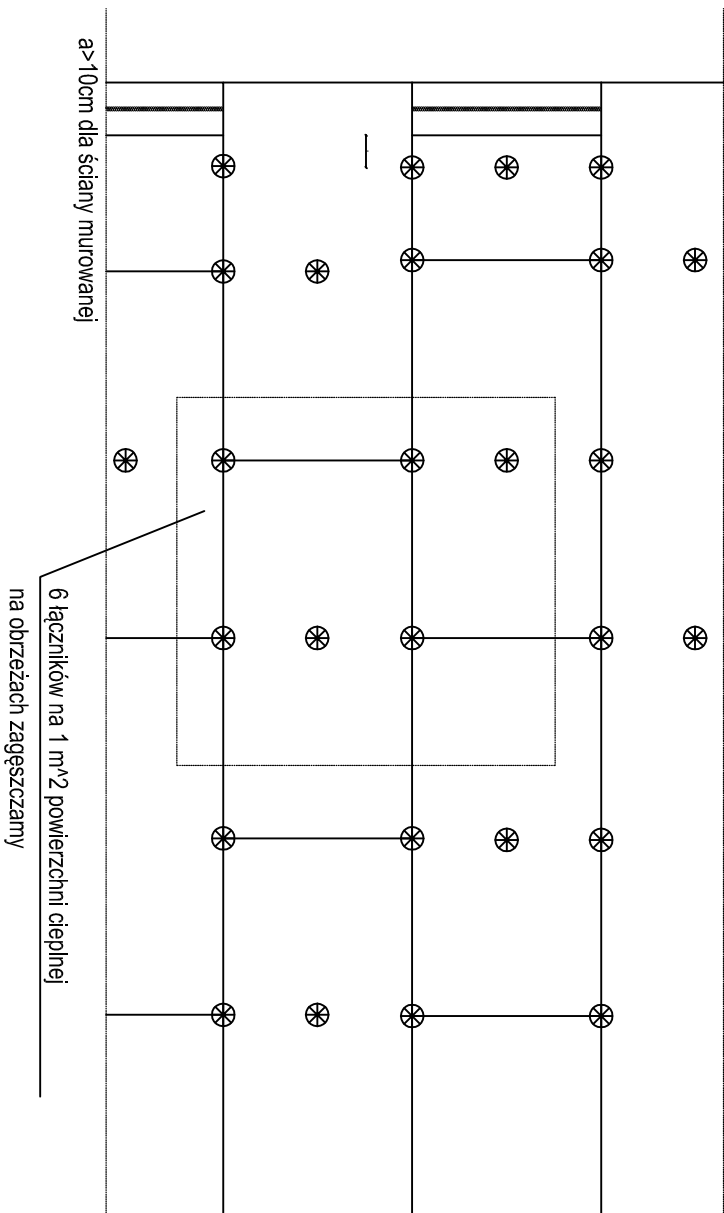 a>10cm dla ściany murowanej
6 łączników na 1 m^2 powierzchni cieplnej
na obrzeżach zagęszczamy